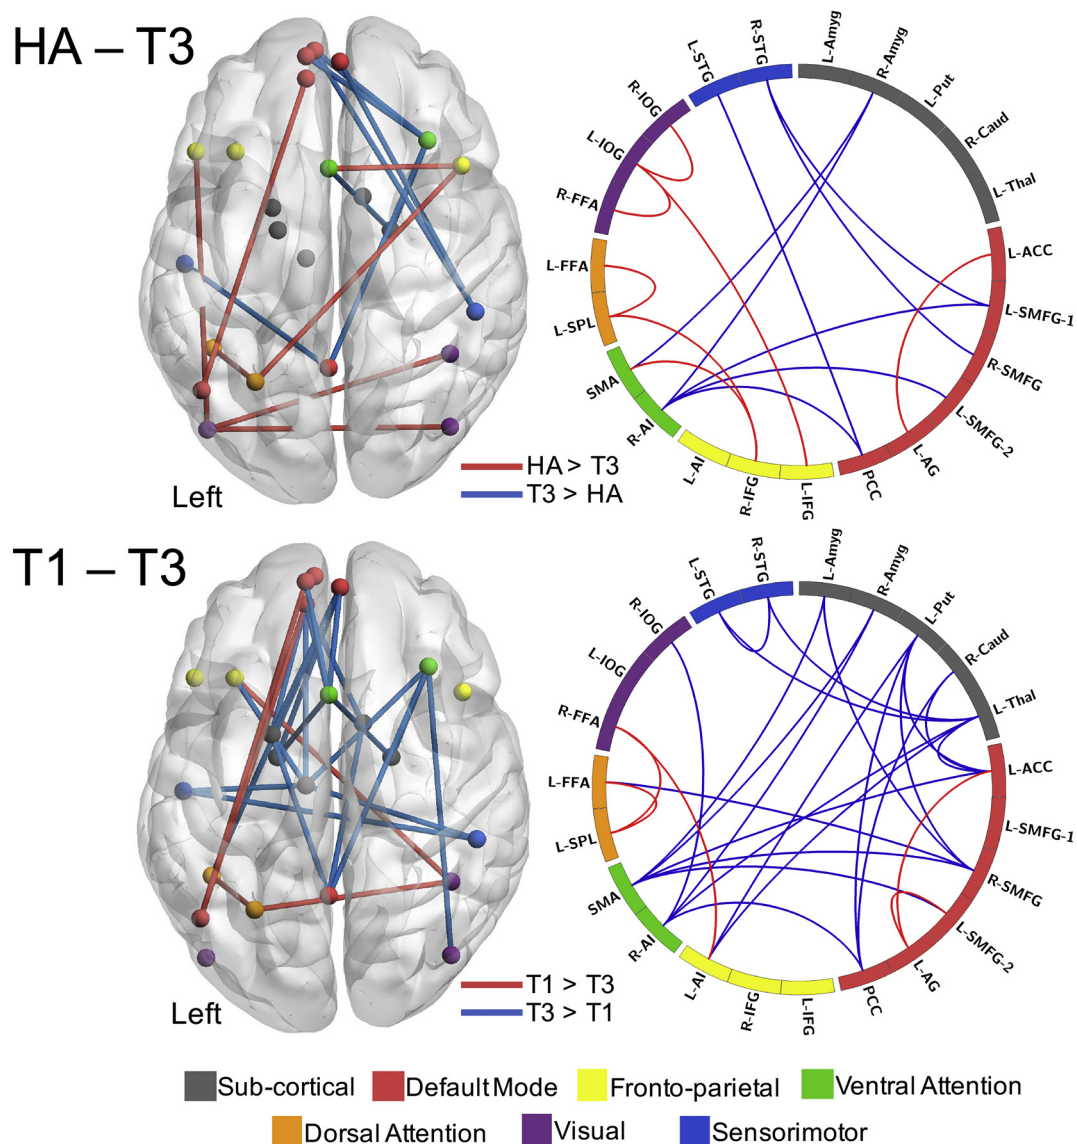 HA – T3
L-STG
R-STG
L-Amyg
R-Amyg
L-Put
R-Caud
L-Thal
L-ACC
L-SMFG-1
R-SMFG
L-SMFG-2
L-AG
PCC
L-IFG
R-IFG
L-AI
R-AI
SMA
L-SPL
L-FFA
R-FFA
L-IOG
R-IOG
Left
HA > T3
T3 > HA
T1 – T3
L-STG
R-STG
L-Amyg
R-Amyg
L-Put
R-Caud
L-Thal
L-ACC
L-SMFG-1
R-SMFG
L-SMFG-2
L-AG
PCC
L-IFG
R-IFG
L-AI
R-AI
SMA
L-SPL
L-FFA
R-FFA
L-IOG
R-IOG
Left
T1 > T3
T3 > T1
Sub-cortical Default Mode Fronto-parietal Ventral Attention
Dorsal Attention Visual Sensorimotor